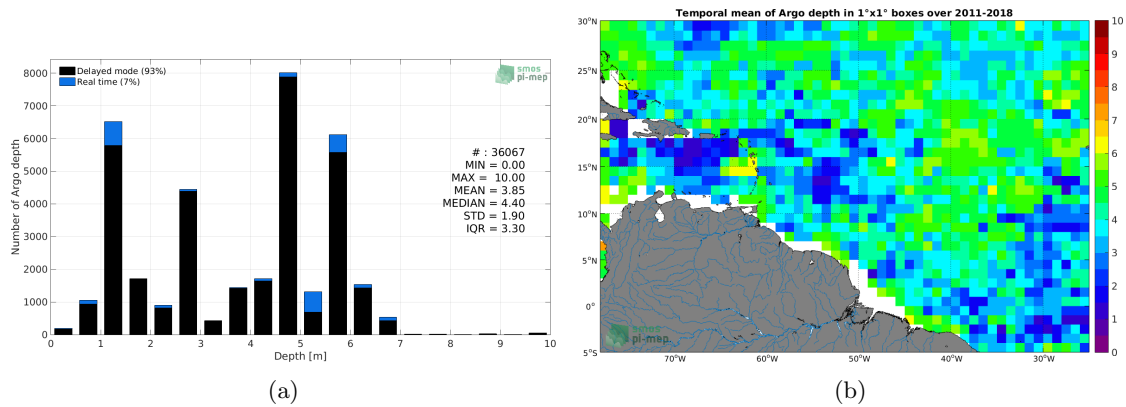 Temporal mean of Argo depth in 1°x1° boxes over 2011-2018
Delayed mode (93%)
Real time (7%)
smos
pi-mep
# : 36067
MIN = 0.00
MAX = 10.00
MEAN = 3.85
MEDIAN = 4.40
STD = 1.90
IQR = 3.30
Number of Argo depth
8000
7000
6000
5000
4000
3000
2000
1000
0
0 1 2 3 4 5 6 7 8 9 10
Depth [m]
(a)
30°N
25°N
20°N
15°N
10°N
5°N
0°
5°S
70°W 60°W 50°W 40°W 30°W
smos
pi-mep
10
9
8
7
6
5
4
3
2
1
0
(b)